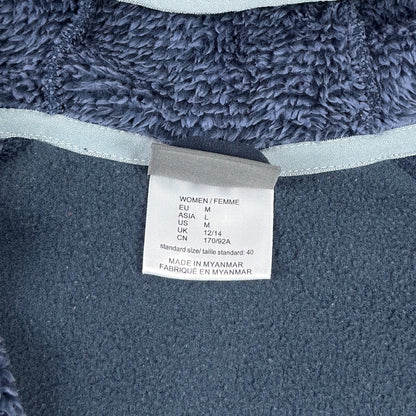 WOMEN / FEMME
EU M
ASIA L
US M
UK 12/14
CN 170/92A
standard size/ taille standard: 40
MADE IN MYANMAR
FABRIQUÉ EN MYANMAR